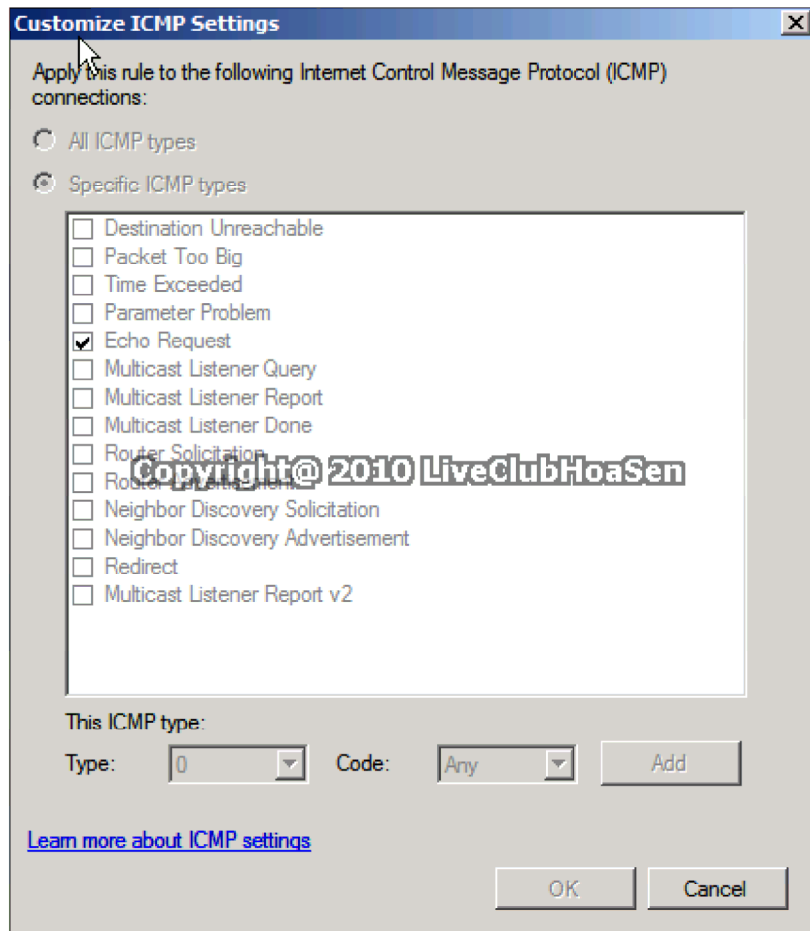 Customize ICMP Settings
Apply this rule to the following Internet Control Message Protocol (ICMP)
connections:
All ICMP types
Specific ICMP types
Destination Unreachable
Packet Too Big
Time Exceeded
Parameter Problem
Echo Request
Multicast Listener Query
Multicast Listener Report
Multicast Listener Done
Router Solicitation
Copyright@ 2010 LiveClubHoaSen
Router Advertisement
Neighbor Discovery Solicitation
Neighbor Discovery Advertisement
Redirect
Multicast Listener Report v2
This ICMP type:
Type: 0 Code: Any Add
Learn more about ICMP settings
OK Cancel